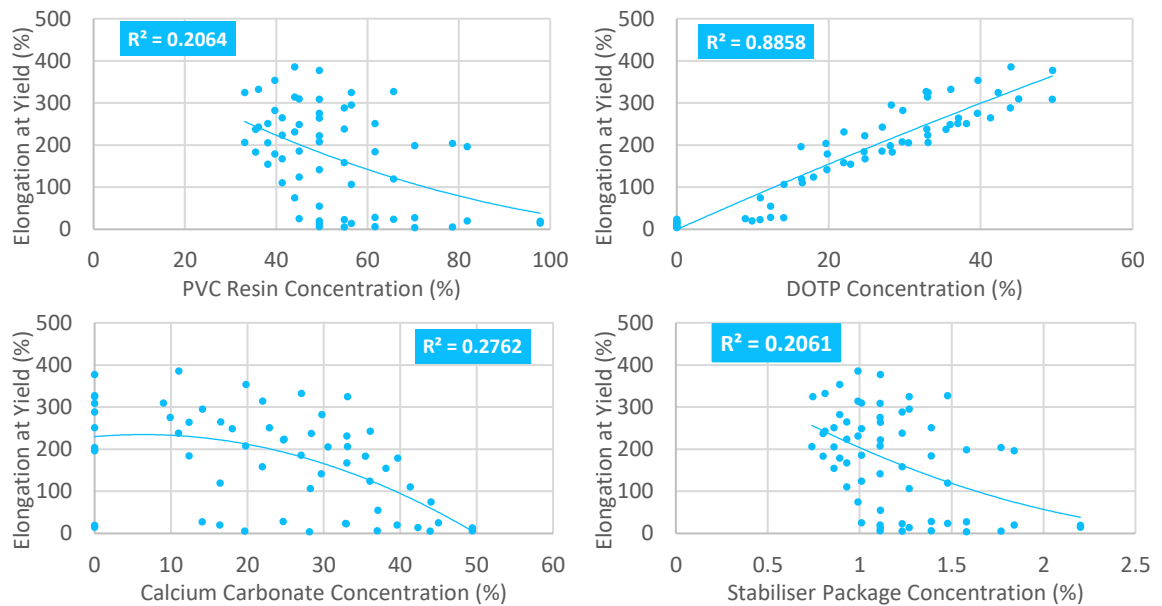 Elongation at Yield (%)
500
400
300
200
100
0
R² = 0.2064
0 20 40 60 80 100
PVC Resin Concentration (%)
Elongation at Yield (%)
500
400
300
200
100
0
R² = 0.8858
0 20 40 60
DOTP Concentration (%)
Elongation at Yield (%)
500
400
300
200
100
0
R² = 0.2762
0 10 20 30 40 50 60
Calcium Carbonate Concentration (%)
Elongation at Yield (%)
500
400
300
200
100
0
R² = 0.2061
0 0.5 1 1.5 2 2.5
Stabiliser Package Concentration (%)